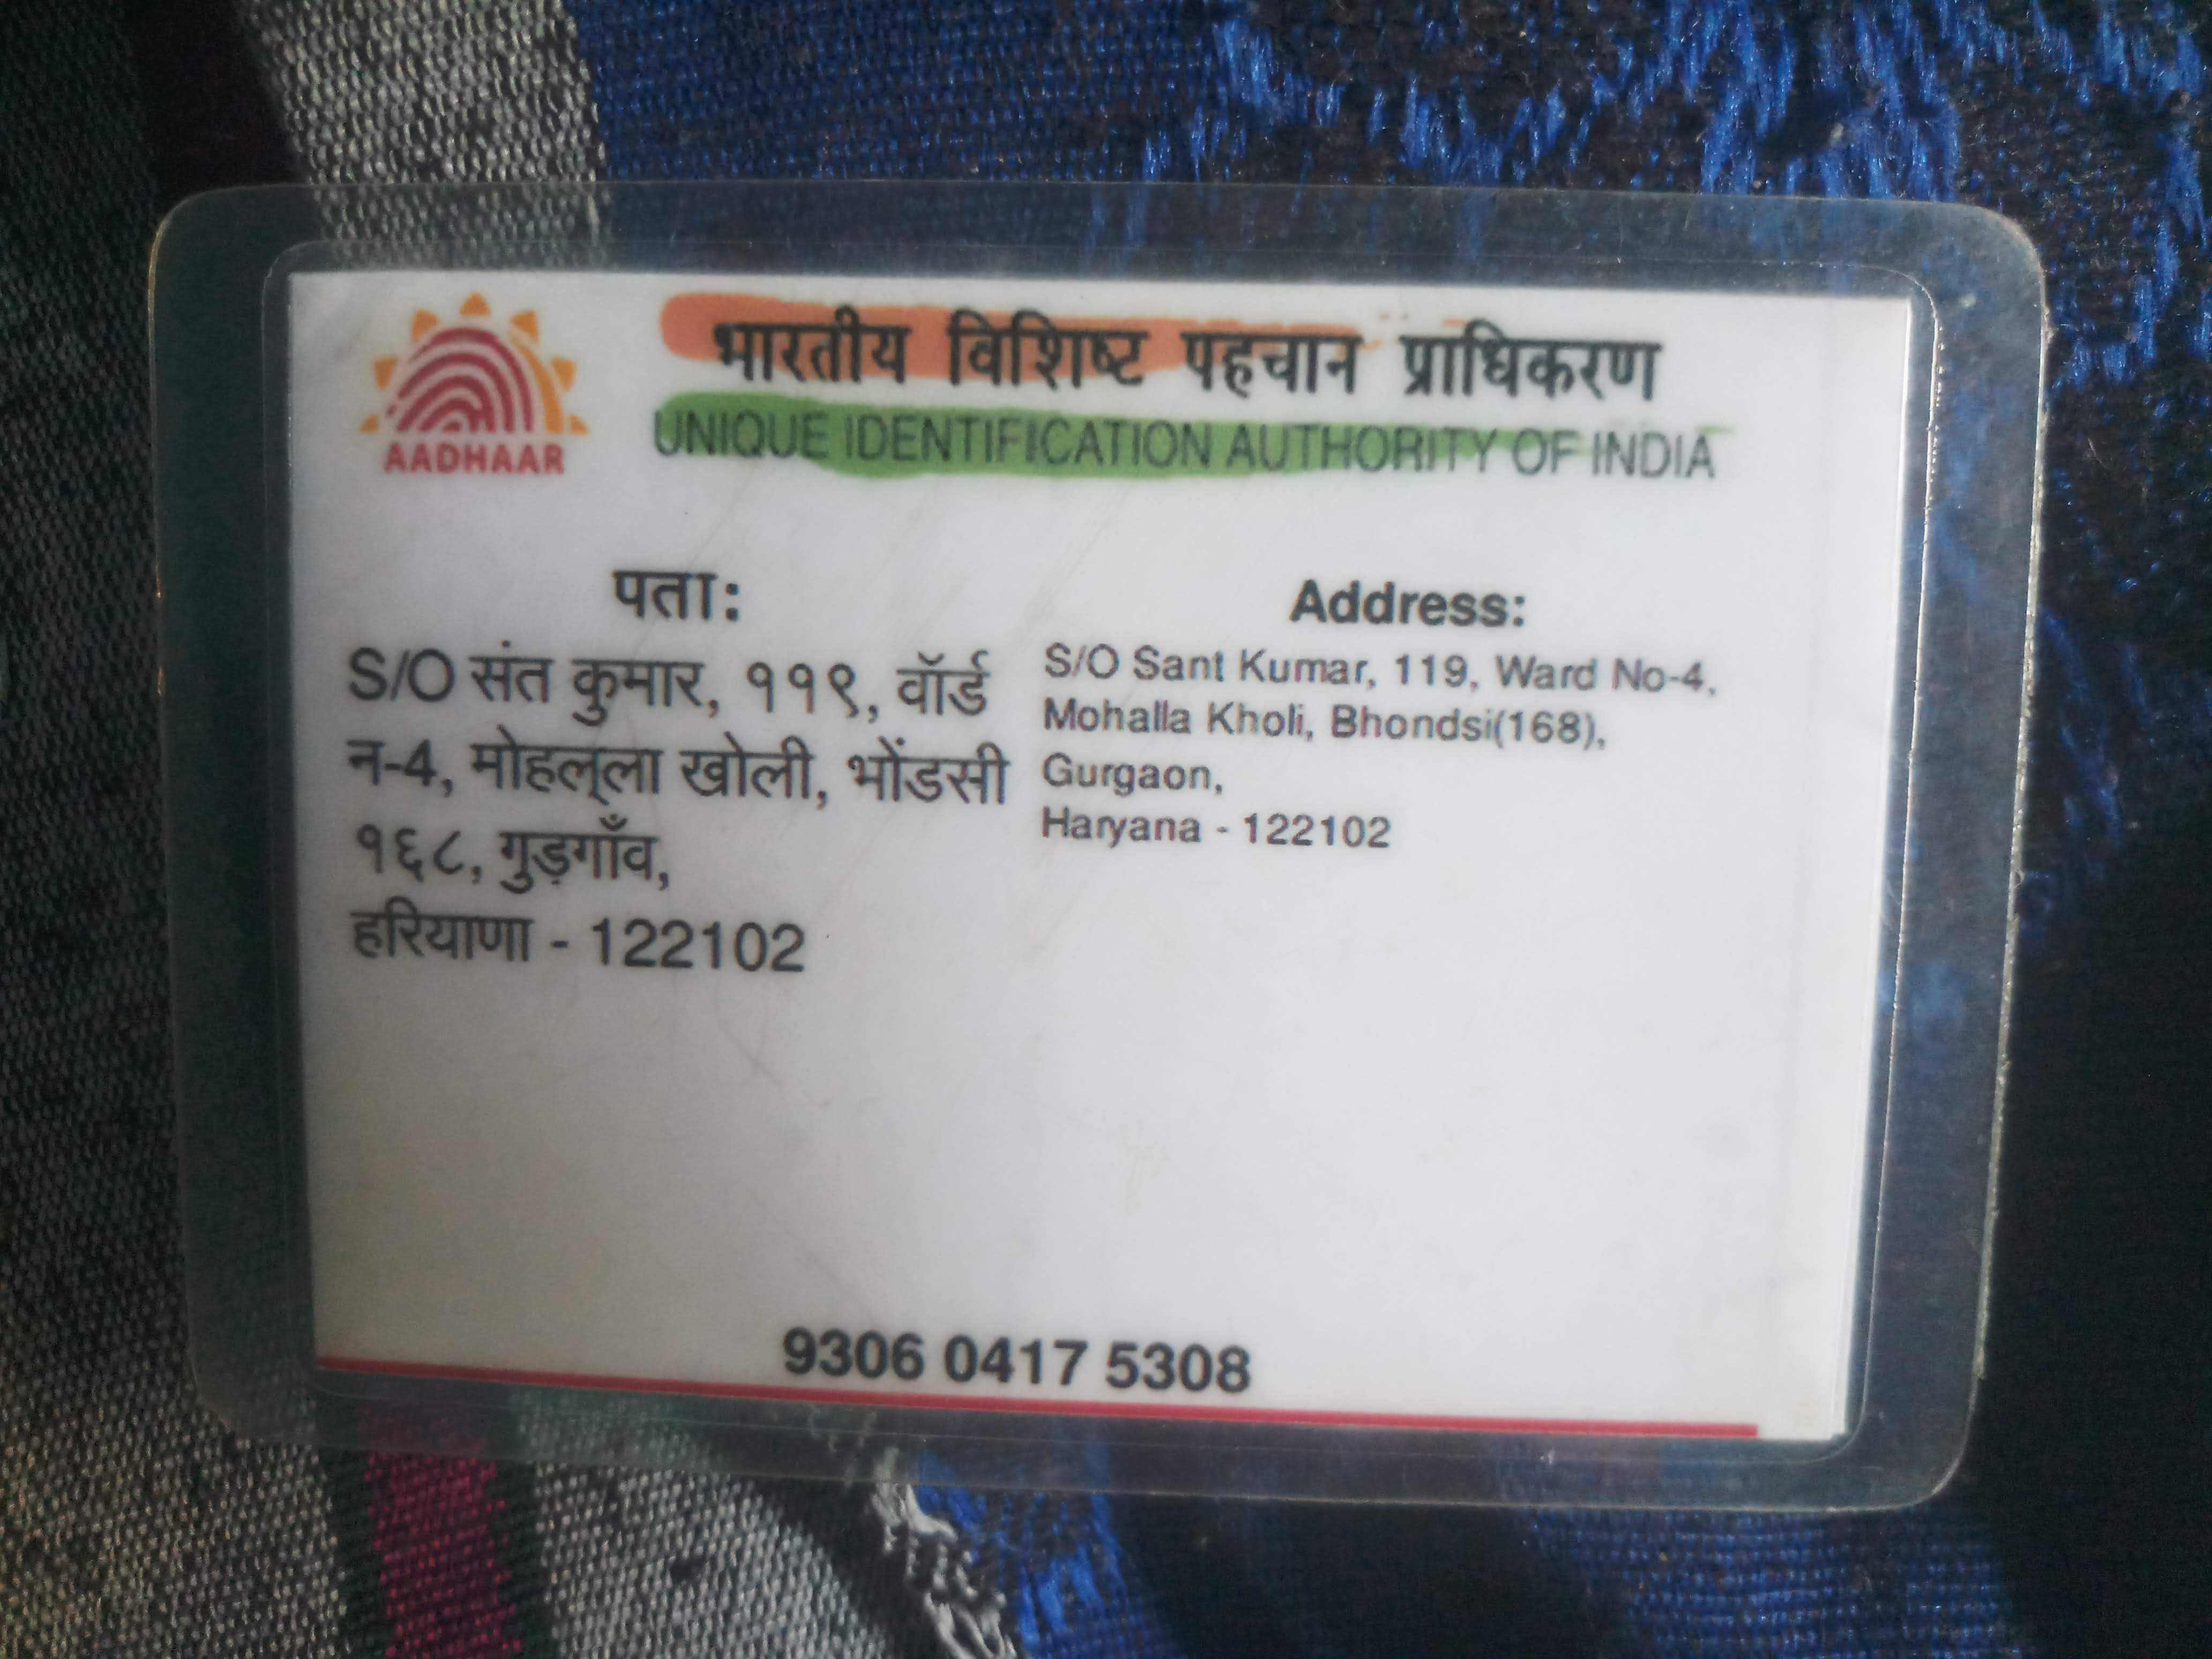 भारतीय विशिष्ट पहचान प्राधिकरण
AADHAAR
UNIQUE IDENTIFICATION AUTHORITY OF INDIA
पता:
S/O संत कुमार, ११९, वॉर्ड
न-4, मोहल्ला खोली, भोंडसी
१६८, गुड़गाँव,
हरियाणा - 122102
Address:
S/O Sant Kumar, 119, Ward No-4,
Mohalla Kholi, Bhondsi(168),
Gurgaon,
Haryana - 122102
9306 0417 5308